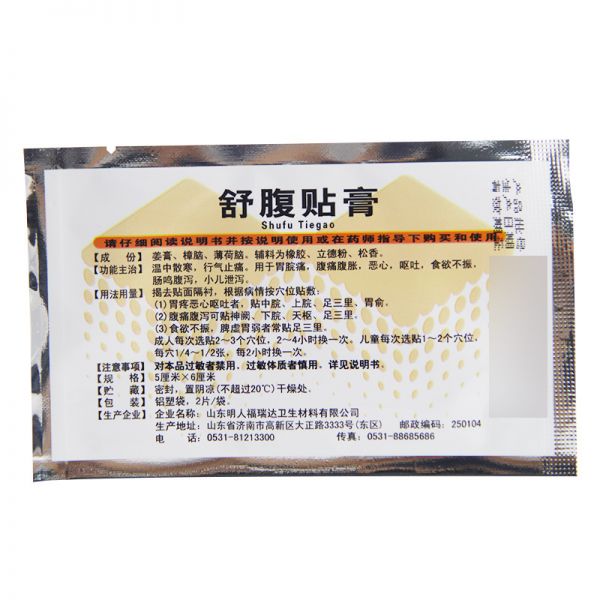 舒腹贴膏
Shufu Tiegao
请仔细阅读说明书并按说明使用或在药师指导下购买和使用
【成　份】 姜膏、樟脑、薄荷脑。辅料为橡胶、立德粉、松香。
【功能主治】 温中散寒，行气止痛。用于胃脘痛，腹痛腹胀，恶心，呕吐，食欲不振，
肠鸣腹泻，小儿泄泻。
【用法用量】 揭去贴面隔衬，根据病情按穴位贴敷：
(1)胃疼恶心呕吐者，贴中脘、上脘、足三里、胃俞。
(2)腹痛腹泻可贴神阙、下脘、天枢、足三里。
(3)食欲不振，脾虚胃弱者常贴足三里。
成人每次选贴2～3个穴位，2～4小时换一次。儿童每次选贴1～2个穴位，
每穴1/4～1/2张，每2小时换一次。
【注意事项】 对本品过敏者禁用。过敏体质者慎用。详见说明书。
【规　格】 5厘米×6厘米
【贮　藏】 密封，置阴凉(不超过20℃)干燥处。
【包　装】 铝塑袋，2片/袋。
【生产企业】 企业名称：山东明人福瑞达卫生材料有限公司
生产地址：山东省济南市高新区大正路3333号(东区)　邮政编码：250104
电　话：0531-81213300　传真：0531-88685686